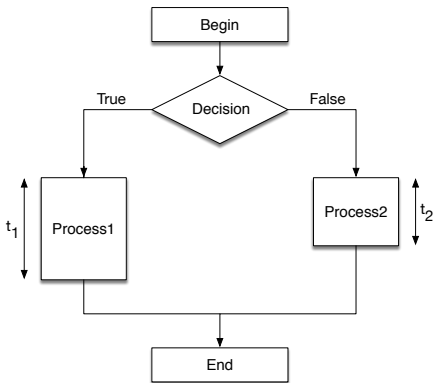 Begin
True
Decision
False
t1
Process1
Process2
t2
End